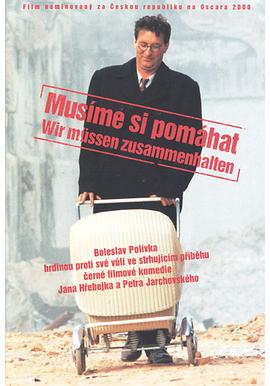 Film nominovaný za Českou republiku na Oscara 2000
Musíme si pomáhat
Wir müssen zusammenhalten
Boleslav Polívka
hrdinou proti své vůli ve strhujícím příběhu
černé filmové komedie
Jana Hřebejka a Petra Jarchovského